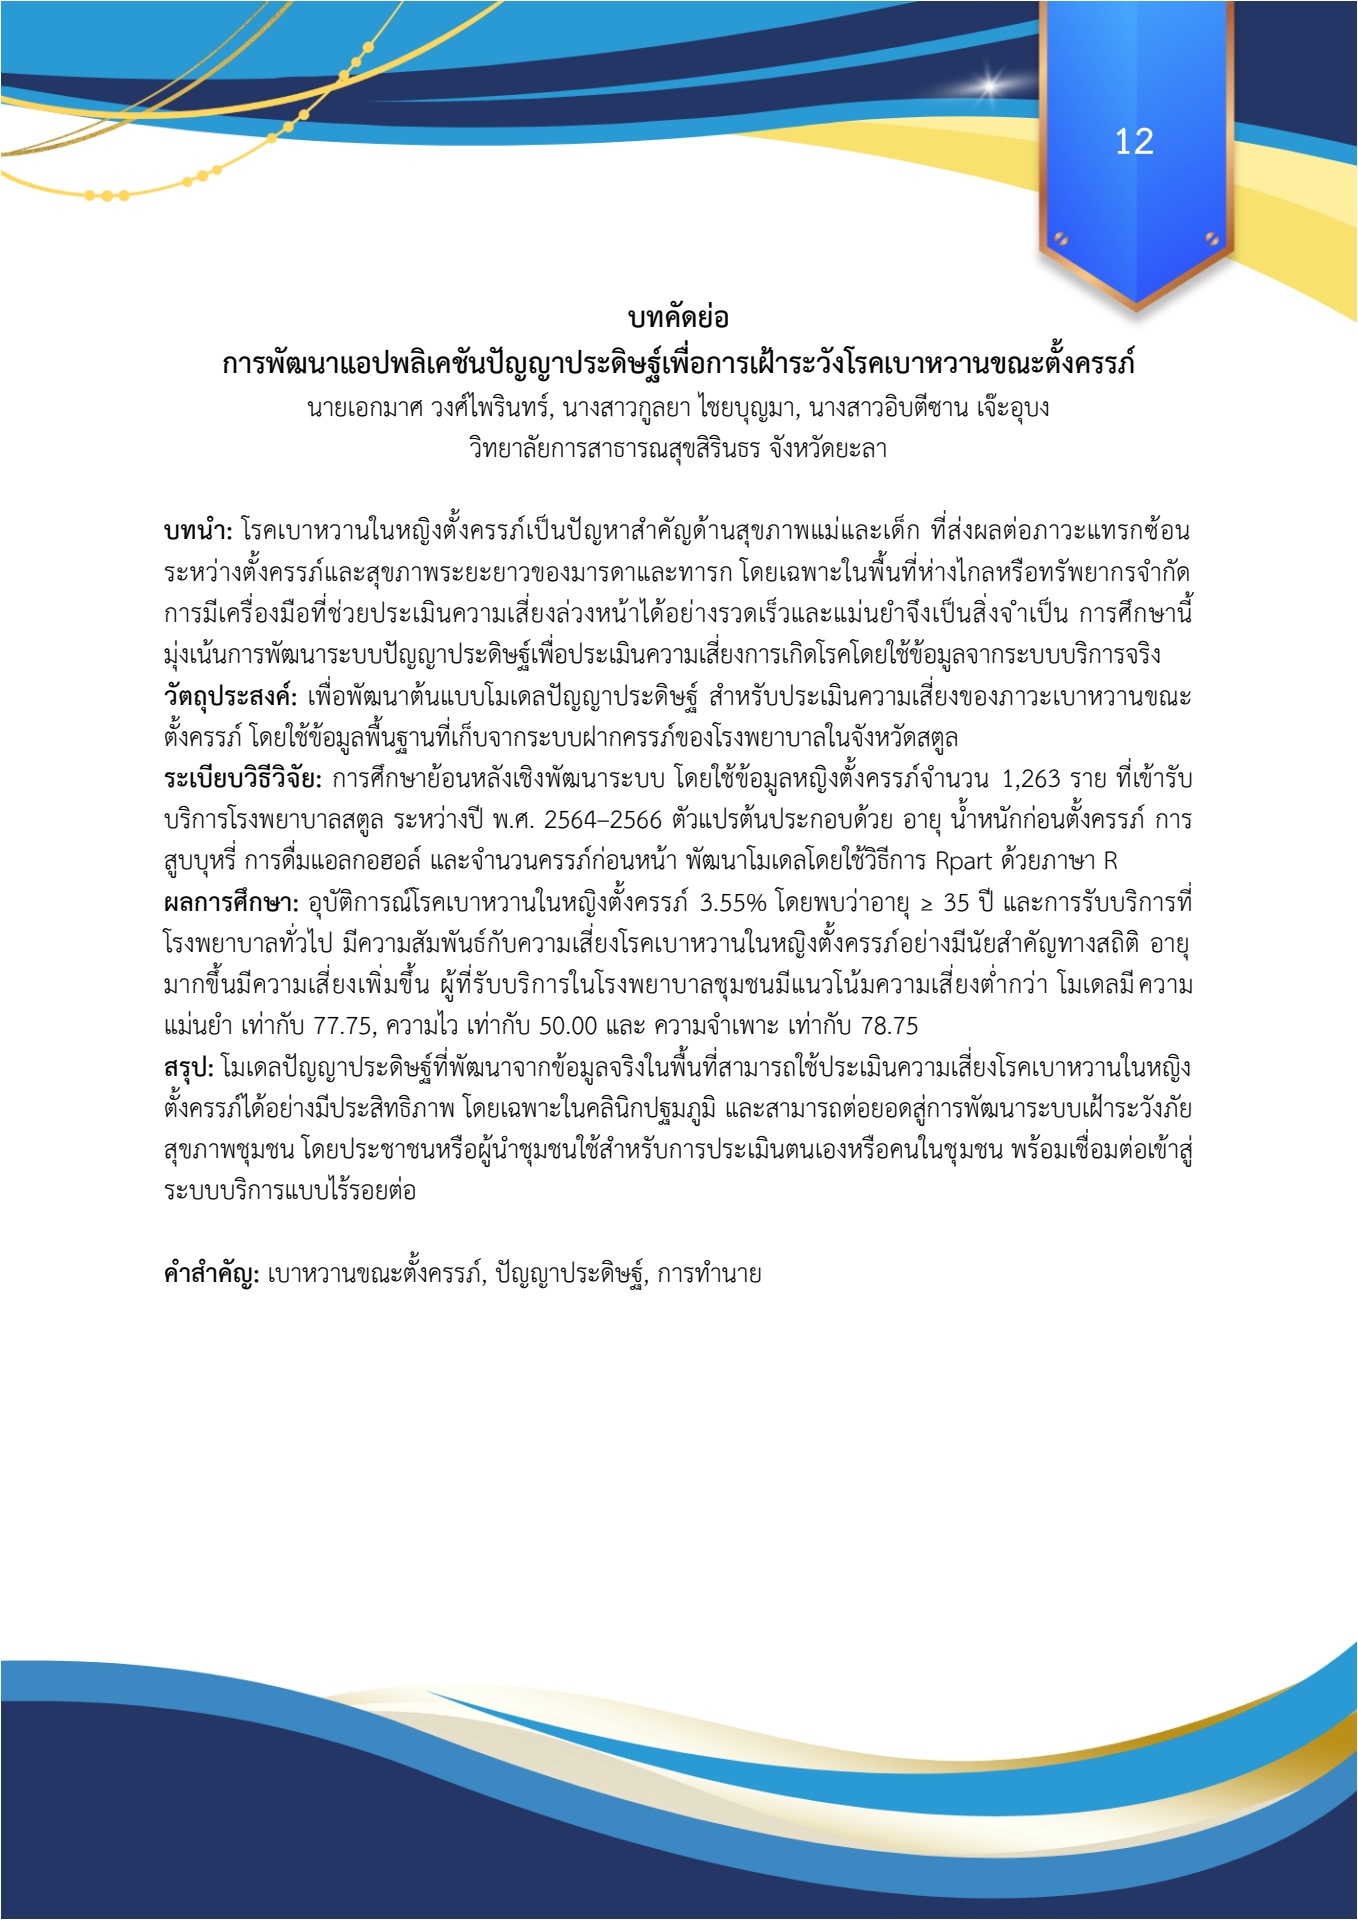 12
บทคัดย่อ
การพัฒนาแอปพลิเคชันปัญญาประดิษฐ์เพื่อการเฝ้าระวังโรคเบาหวานขณะตั้งครรภ์
นายเอกมาศ วงศ์ไพรินทร์, นางสาวกูลยา ไชยบุญมา, นางสาวอิบตีซาน เจ๊ะอุบง
วิทยาลัยการสาธารณสุขสิรินธร จังหวัดยะลา
บทนำ: โรคเบาหวานในหญิงตั้งครรภ์เป็นปัญหาสำคัญด้านสุขภาพแม่และเด็ก ที่ส่งผลต่อภาวะแทรกซ้อน
ระหว่างตั้งครรภ์และสุขภาพระยะยาวของมารดาและทารก โดยเฉพาะในพื้นที่ห่างไกลหรือทรัพยากรจำกัด
การมีเครื่องมือที่ช่วยประเมินความเสี่ยงล่วงหน้าได้อย่างรวดเร็วและแม่นยำจึงเป็นสิ่งจำเป็น การศึกษานี้
มุ่งเน้นการพัฒนาระบบปัญญาประดิษฐ์เพื่อประเมินความเสี่ยงการเกิดโรคโดยใช้ข้อมูลจากระบบบริการจริง
วัตถุประสงค์: เพื่อพัฒนาต้นแบบโมเดลปัญญาประดิษฐ์ สำหรับประเมินความเสี่ยงของภาวะเบาหวานขณะ
ตั้งครรภ์ โดยใช้ข้อมูลพื้นฐานที่เก็บจากระบบฝากครรภ์ของโรงพยาบาลในจังหวัดสตูล
ระเบียบวิธีวิจัย: การศึกษาย้อนหลังเชิงพัฒนาระบบ โดยใช้ข้อมูลหญิงตั้งครรภ์จำนวน 1,263 ราย ที่เข้ารับ
บริการโรงพยาบาลสตูล ระหว่างปี พ.ศ. 2564–2566 ตัวแปรต้นประกอบด้วย อายุ น้ำหนักก่อนตั้งครรภ์ การ
สูบบุหรี่ การดื่มแอลกอฮอล์ และจำนวนครรภ์ก่อนหน้า พัฒนาโมเดลโดยใช้วิธีการ Rpart ด้วยภาษา R
ผลการศึกษา: อุบัติการณ์โรคเบาหวานในหญิงตั้งครรภ์ 3.55% โดยพบว่าอายุ ≥ 35 ปี และการรับบริการที่
โรงพยาบาลทั่วไป มีความสัมพันธ์กับความเสี่ยงโรคเบาหวานในหญิงตั้งครรภ์อย่างมีนัยสำคัญทางสถิติ อายุ
มากขึ้นมีความเสี่ยงเพิ่มขึ้น ผู้ที่รับบริการในโรงพยาบาลชุมชนมีแนวโน้มความเสี่ยงต่ำกว่า โมเดลมีความ
แม่นยำ เท่ากับ 77.75, ความไว เท่ากับ 50.00 และ ความจำเพาะ เท่ากับ 78.75
สรุป: โมเดลปัญญาประดิษฐ์ที่พัฒนาจากข้อมูลจริงในพื้นที่สามารถใช้ประเมินความเสี่ยงโรคเบาหวานในหญิง
ตั้งครรภ์ได้อย่างมีประสิทธิภาพ โดยเฉพาะในคลินิกปฐมภูมิ และสามารถต่อยอดสู่การพัฒนาระบบเฝ้าระวังภัย
สุขภาพชุมชน โดยประชาชนหรือผู้นำชุมชนใช้สำหรับการประเมินตนเองหรือคนในชุมชน พร้อมเชื่อมต่อเข้าสู่
ระบบบริการแบบไร้รอยต่อ
คำสำคัญ: เบาหวานขณะตั้งครรภ์, ปัญญาประดิษฐ์, การทำนาย